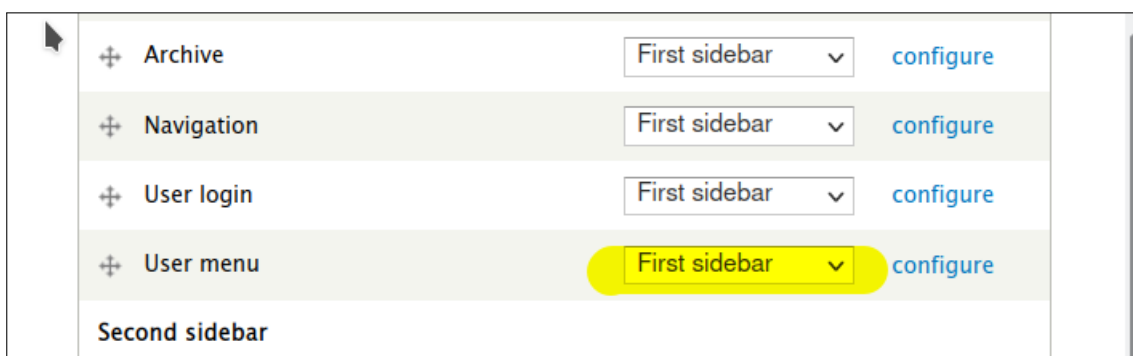 Archive First sidebar configure
Navigation First sidebar configure
User login First sidebar configure
User menu First sidebar configure
Second sidebar